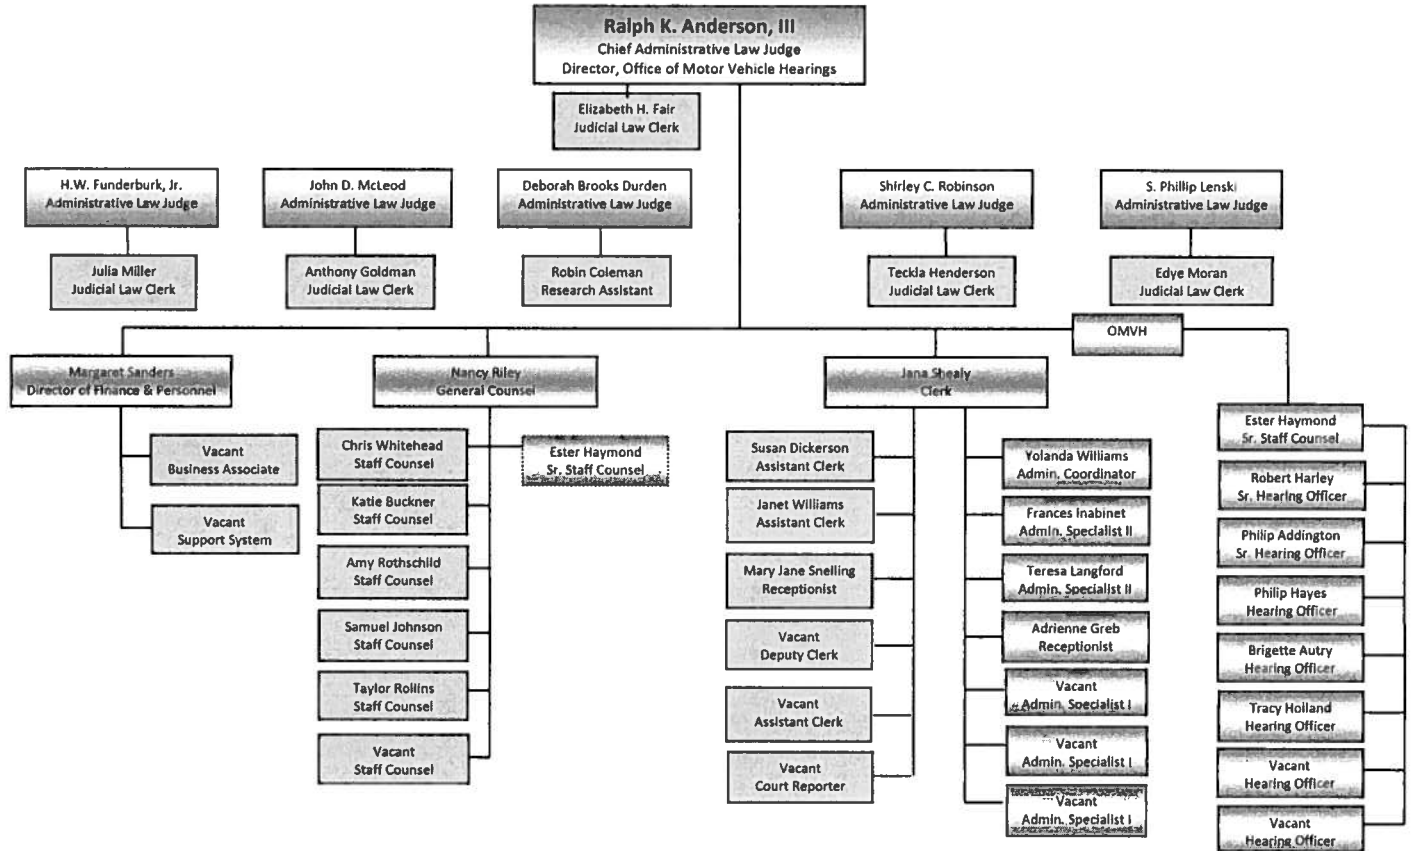 Ralph K. Anderson, III
Chief Administrative Law Judge
Director, Office of Motor Vehicle Hearings
Elizabeth H. Fair
Judicial Law Clerk
H.W. Funderburk, Jr.
Administrative Law Judge
John D. McLeod
Administrative Law Judge
Deborah Brooks Durden
Administrative Law Judge
Shirley C. Robinson
Administrative Law Judge
S. Phillip Lenski
Administrative Law Judge
Julia Miller
Judicial Law Clerk
Anthony Goldman
Judicial Law Clerk
Robin Coleman
Research Assistant
Teckla Henderson
Judicial Law Clerk
Edye Moran
Judicial Law Clerk
OMVH
Margaret Sanders
Director of Finance & Personnel
Nancy Riley
General Counsel
Jana Shealy
Clerk
Vacant
Business Associate
Vacant
Support System
Chris Whitehead
Staff Counsel
Katie Buckner
Staff Counsel
Amy Rothschild
Staff Counsel
Samuel Johnson
Staff Counsel
Taylor Rollins
Staff Counsel
Vacant
Staff Counsel
Ester Haymond
Sr. Staff Counsel
Susan Dickerson
Assistant Clerk
Janet Williams
Assistant Clerk
Mary Jane Snelling
Receptionist
Vacant
Deputy Clerk
Vacant
Assistant Clerk
Vacant
Court Reporter
Yolanda Williams
Admin. Coordinator
Frances Inabinet
Admin. Specialist II
Teresa Langford
Admin. Specialist II
Adrienne Greb
Receptionist
Vacant
Admin. Specialist I
Vacant
Admin. Specialist I
Vacant
Admin. Specialist I
Ester Haymond
Sr. Staff Counsel
Robert Harley
Sr. Hearing Officer
Philip Addington
Sr. Hearing Officer
Philip Hayes
Hearing Officer
Brigette Autry
Hearing Officer
Tracy Holland
Hearing Officer
Vacant
Hearing Officer
Vacant
Hearing Officer